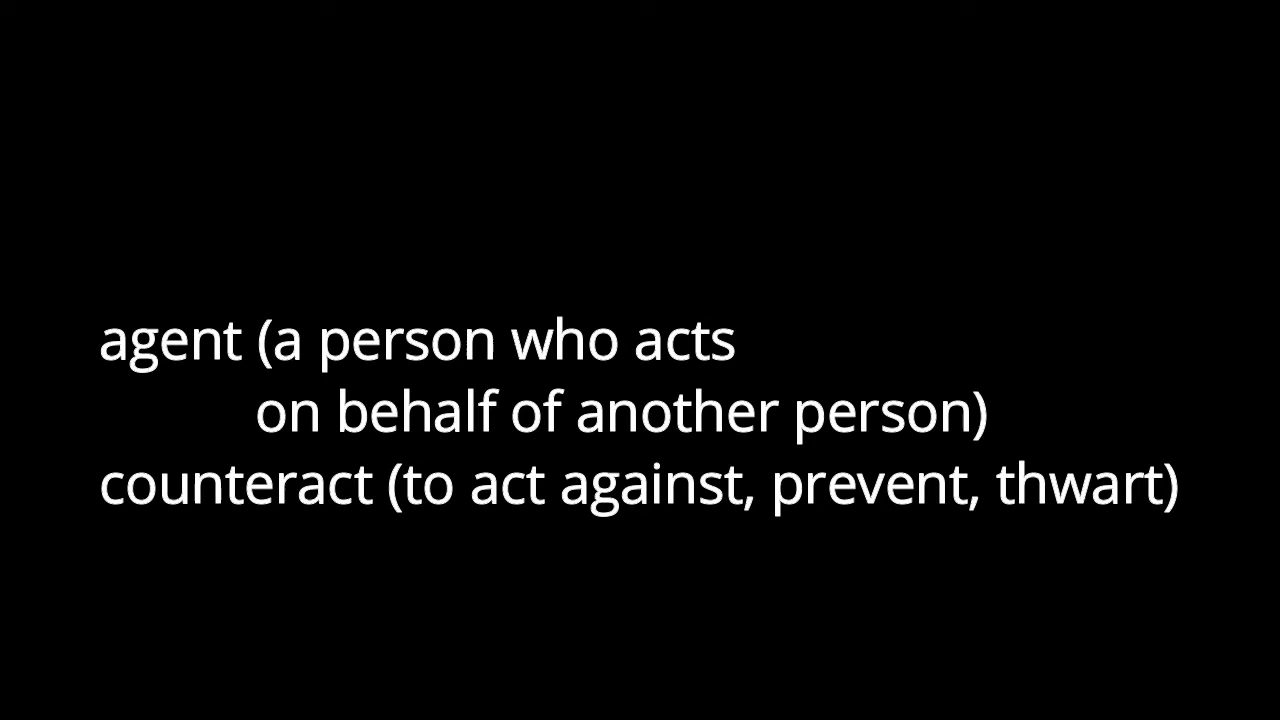 agent (a person who acts
on behalf of another person)
counteract (to act against, prevent, thwart)